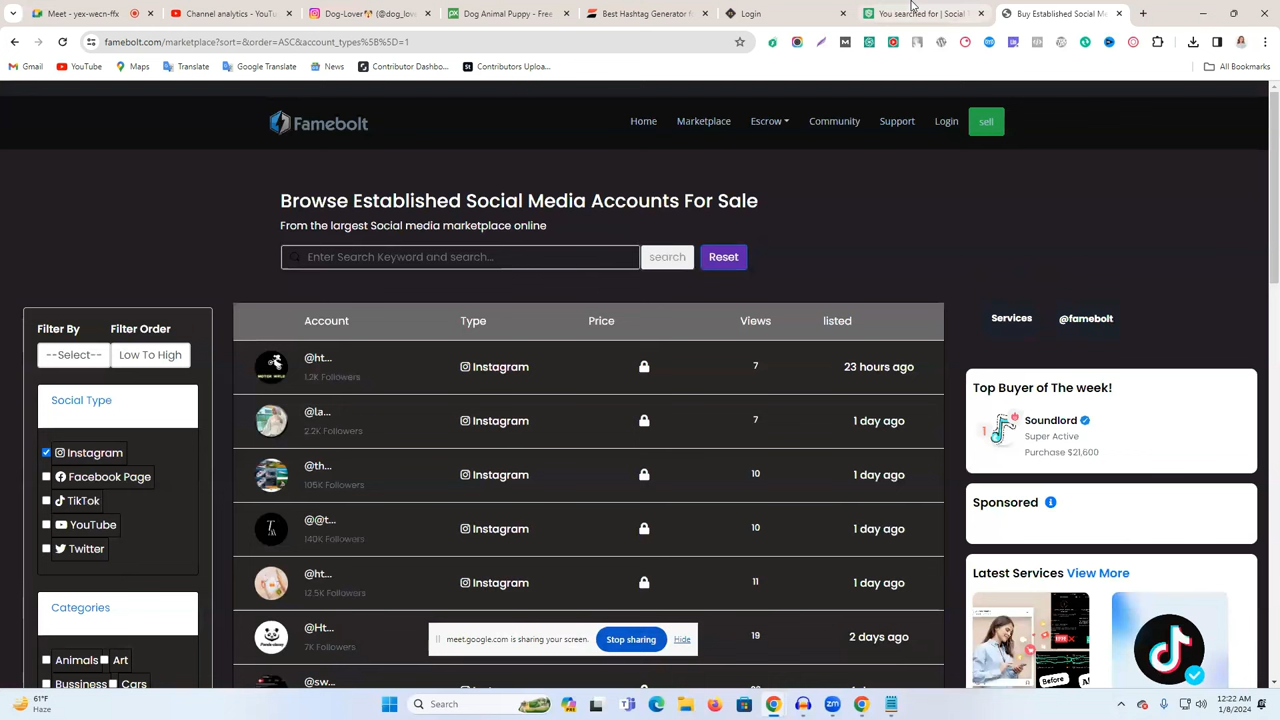 Meet - yex-wecn-rfx
Channel analytics - YouTu
Dog-Lover🐶 (@dog_love
Dog Animal Puppy - Free
Best Hashtag Generator f
Login
You searched for | Social T
Buy Established Social Me
famebolt.com/marketplace?sort=&order=ASC&account_types%5B%5D=1
Gmail
YouTube
Maps
Translate
Google Translate
News
Contributor Dashbo...
Contributors Uploa...
All Bookmarks
Famebolt
Home
Marketplace
Escrow
Community
Support
Login
sell
Browse Established Social Media Accounts For Sale
From the largest Social media marketplace online
Enter Search Keyword and search...
search
Reset
Filter By
Filter Order
--Select--
Low To High
Social Type
Instagram
Facebook Page
TikTok
YouTube
Twitter
Categories
Animals
Art
Bussiness
Cars
Account Type Price Views listed
@ht...
1.2K Followers
Instagram
7
23 hours ago
@la...
2.2K Followers
Instagram
7
1 day ago
@th...
105K Followers
Instagram
10
1 day ago
@@t...
140K Followers
Instagram
10
1 day ago
@ht...
12.5K Followers
Instagram
11
1 day ago
@Ht...
7K Followers
19
2 days ago
@sw...
Services
@famebolt
Top Buyer of The week!
1
Soundlord
Super Active
Purchase $21,600
Sponsored
Latest Services View More
Before
meet.google.com is sharing your screen.
Stop sharing
Hide
61°F
Haze
Search
12:22 AM
1/8/2024